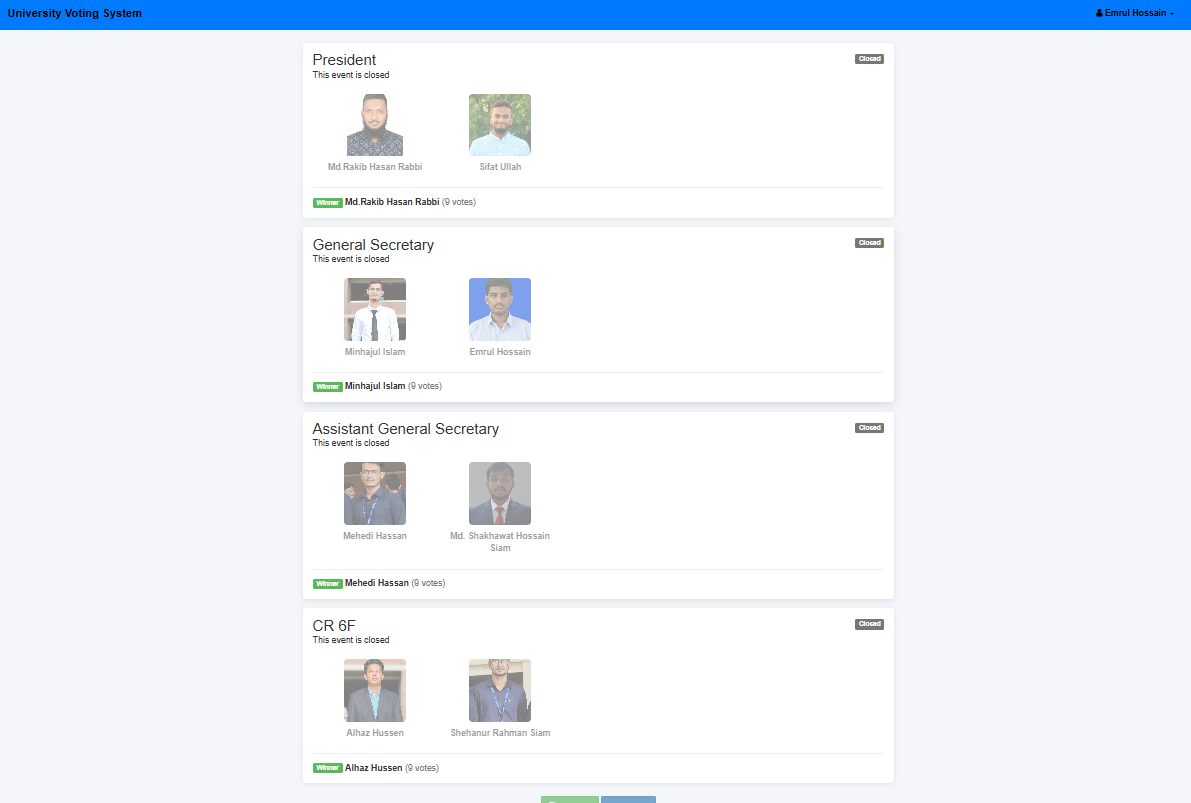 University Voting System
Emrul Hossain
President
Closed
This event is closed
Md.Rakib Hasan Rabbi
Sifat Ullah
Winner Md.Rakib Hasan Rabbi (9 votes)
General Secretary
Closed
This event is closed
Minhajul Islam
Emrul Hossain
Winner Minhajul Islam (9 votes)
Assistant General Secretary
Closed
This event is closed
Mehedi Hassan
Md. Shakhawat Hossain
Siam
Winner Mehedi Hassan (9 votes)
CR 6F
Closed
This event is closed
Alhaz Hussen
Shehanur Rahman Siam
Winner Alhaz Hussen (9 votes)